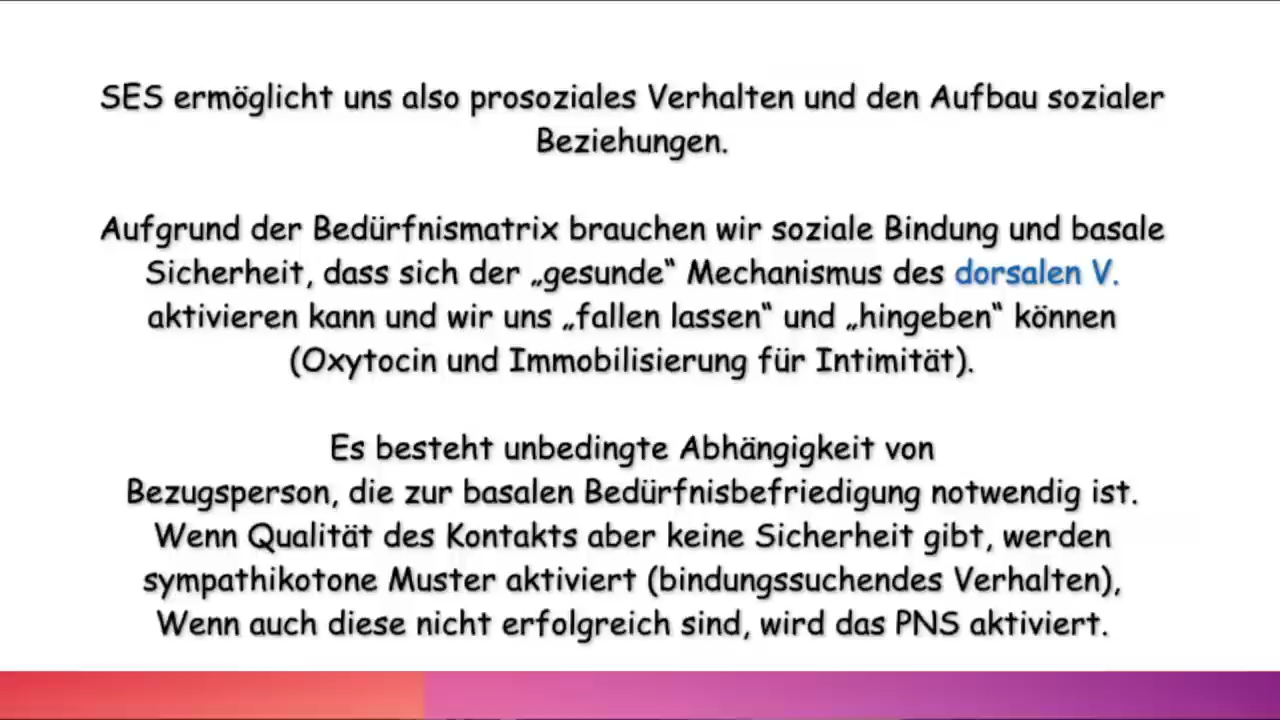 SES ermöglicht uns also prosoziales Verhalten und den Aufbau sozialer
Beziehungen.
Aufgrund der Bedürfnismatrix brauchen wir soziale Bindung und basale
Sicherheit, dass sich der „gesunde“ Mechanismus des dorsalen V.
aktivieren kann und wir uns „fallen lassen“ und „hingeben“ können
(Oxytocin und Immobilisierung für Intimität).
Es besteht unbedingte Abhängigkeit von
Bezugsperson, die zur basalen Bedürfnisbefriedigung notwendig ist.
Wenn Qualität des Kontakts aber keine Sicherheit gibt, werden
sympathikotone Muster aktiviert (bindungssuchendes Verhalten),
Wenn auch diese nicht erfolgreich sind, wird das PNS aktiviert.